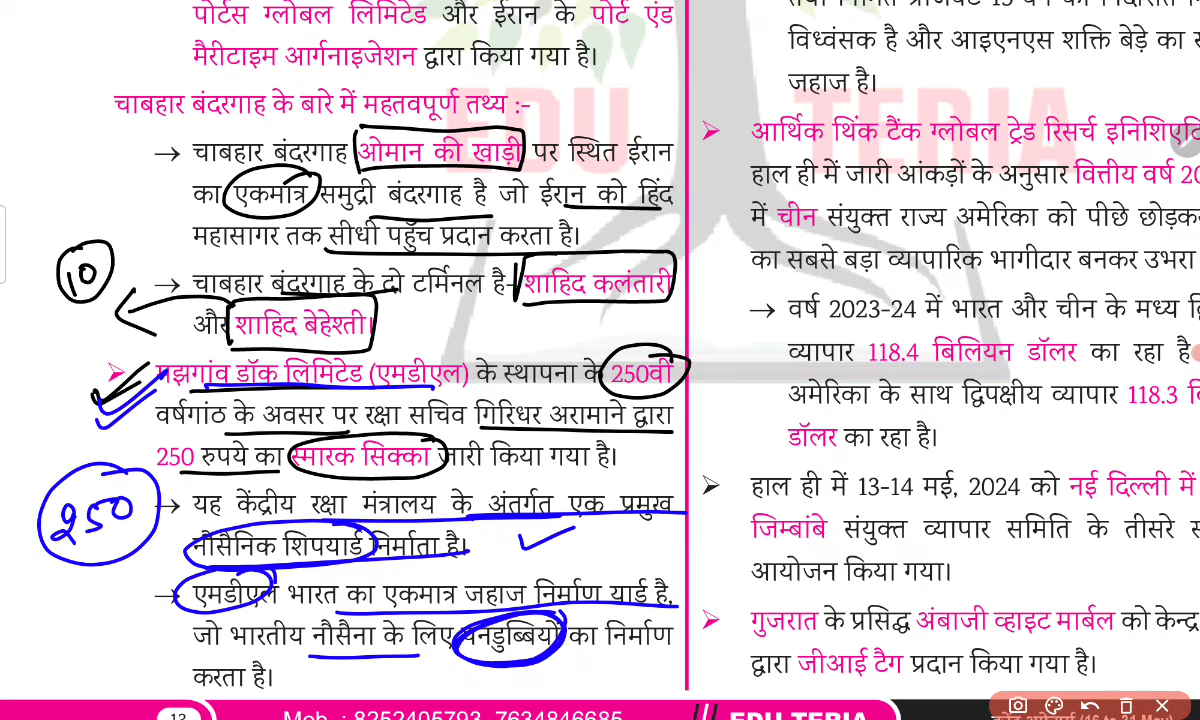 पोर्टस ग्लोबल लिमिटेड और ईरान के पोर्ट एंड
मैरीटाइम आर्गनाइजेशन द्वारा किया गया है।
चाबहार बंदरगाह के बारे में महतवपूर्ण तथ्य :-
→ चाबहार बंदरगाह ओमान की खाड़ी पर स्थित ईरान
का एकमात्र समुद्री बंदरगाह है जो ईरान को हिंद
महासागर तक सीधी पहुँच प्रदान करता है।
10
→ चाबहार बंदरगाह के दो टर्मिनल है- शाहिद कलंतारी
और शाहिद बेहेश्ती।
मझगांव डॉक लिमिटेड (एमडीएल) के स्थापना के 250वीं
वर्षगांठ के अवसर पर रक्षा सचिव गिरिधर अरामाने द्वारा
250 रुपये का स्मारक सिक्का जारी किया गया है।
250
→ यह केंद्रीय रक्षा मंत्रालय के अंतर्गत एक प्रमुख
नौसैनिक शिपयार्ड निर्माता है।
→ एमडीएल भारत का एकमात्र जहाज निर्माण यार्ड है,
जो भारतीय नौसैना के लिए पनडुब्बियों का निर्माण
करता है।
विध्वंसक है और आइएनएस शक्ति बेड़े का
जहाज है।
आर्थिक थिंक टैंक ग्लोबल ट्रेड रिसर्च
हाल ही में जारी आंकड़ों के अनुसार वित्तीय वर्ष
में चीन संयुक्त राज्य अमेरिका को पीछे
का सबसे बड़ा व्यापारिक भागीदार बनकर उभरा
→ वर्ष 2023-24 में भारत और चीन के मध्य
व्यापार 118.4 बिलियन डॉलर का रहा है
अमेरिका के साथ द्विपक्षीय व्यापार 118.3
डॉलर का रहा है।
हाल ही में 13-14 मई, 2024 को नई दिल्ली में
जिम्बांबे संयुक्त व्यापार समिति के तीसरे
आयोजन किया गया।
गुजरात के प्रसिद्ध अंबाजी व्हाइट मार्बल को
द्वारा जीआई टैग प्रदान किया गया है।
EDU TERIA
13
Mob. : 8252405793, 7634846685
EDU TERIA